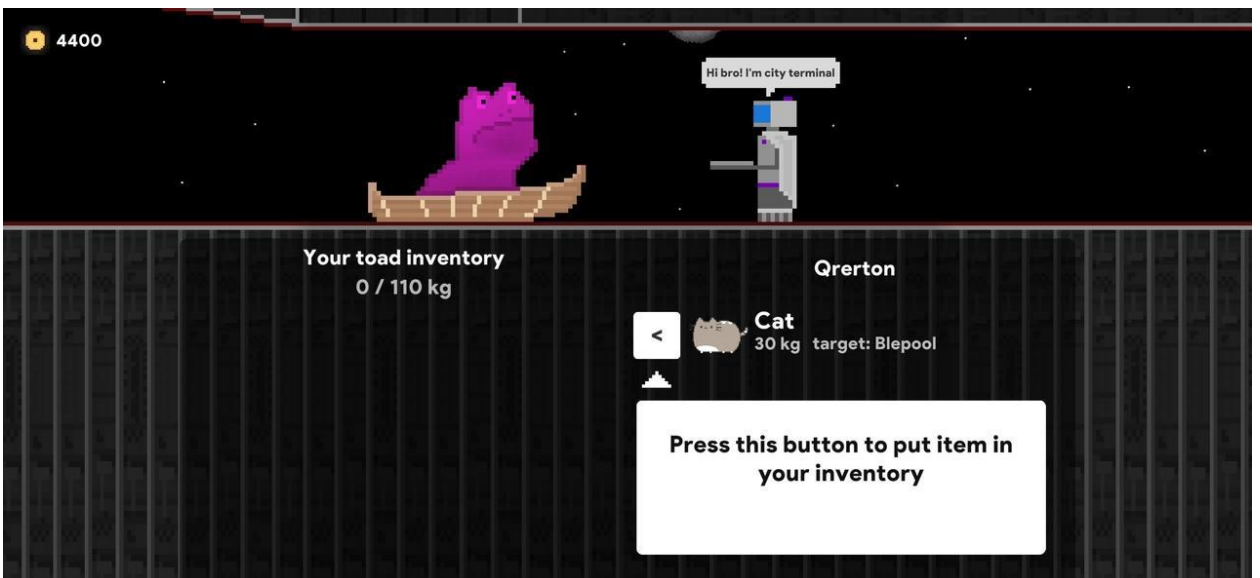 4400
Hi bro! I'm city terminal
Your toad inventory
0 / 110 kg
Qrerton
<
Cat
30 kg target: Blepool
Press this button to put item in
your inventory